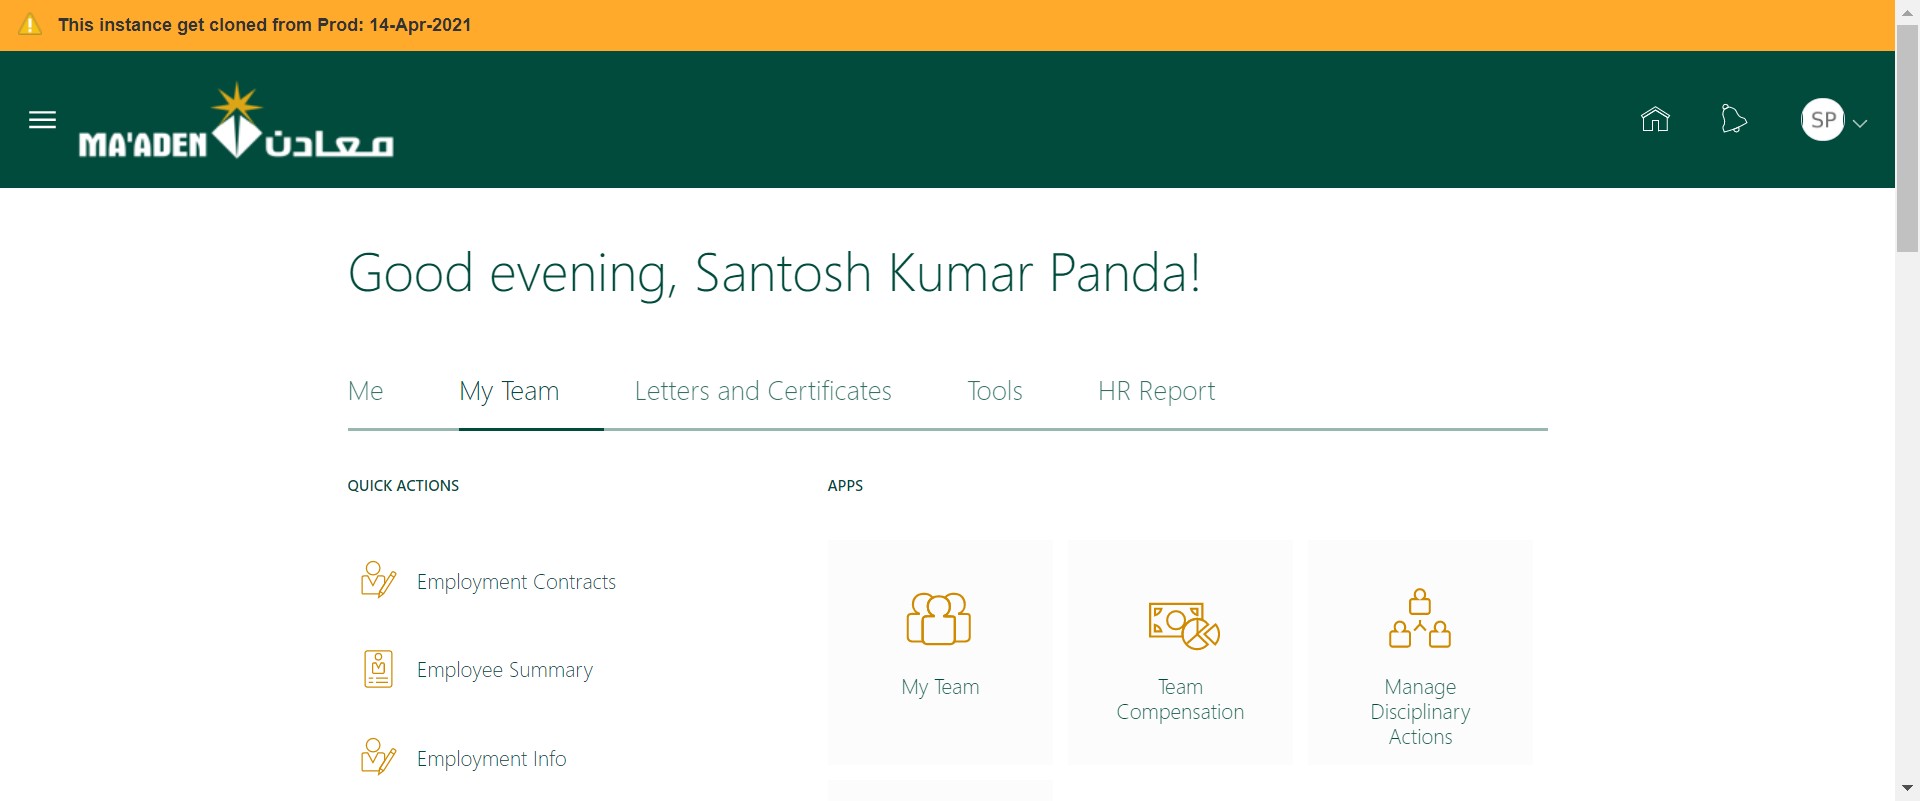 This instance get cloned from Prod: 14-Apr-2021
MA'ADEN معادن
SP
Good evening, Santosh Kumar Panda!
Me My Team Letters and Certificates Tools HR Report
QUICK ACTIONS
Employment Contracts
Employee Summary
Employment Info
APPS
My Team
Team
Compensation
Manage
Disciplinary
Actions